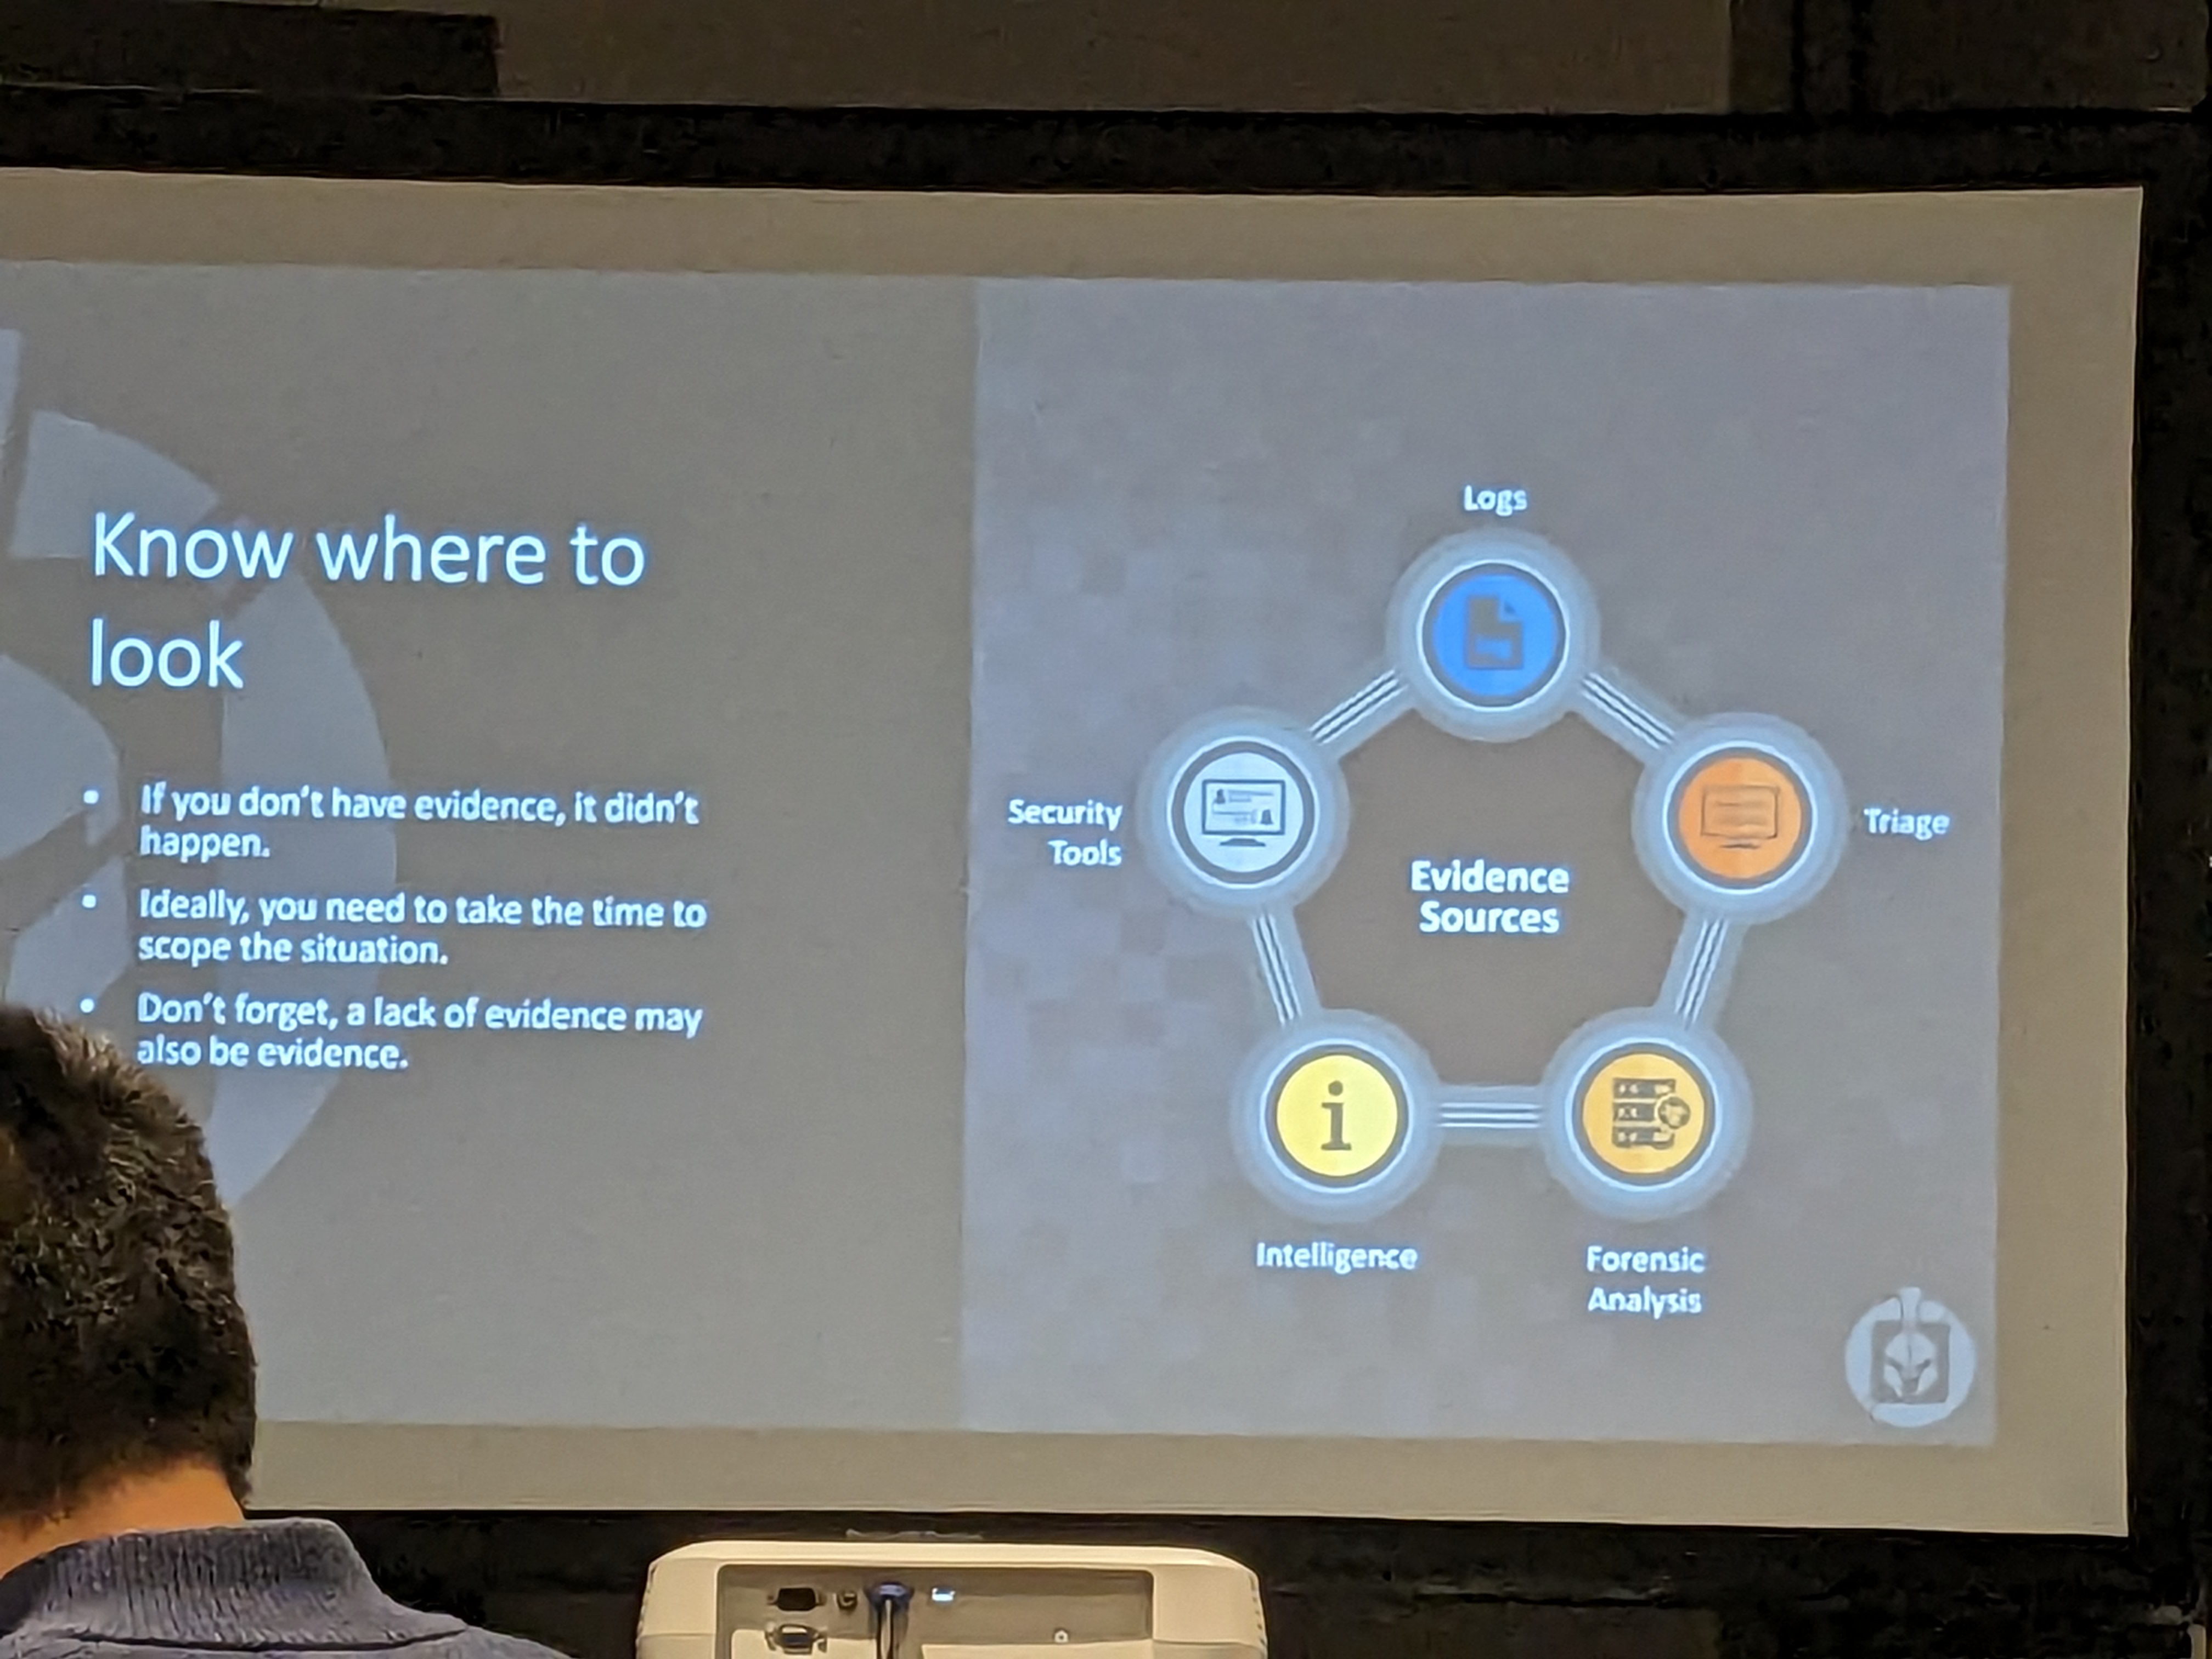 Know where to
look
• If you don't have evidence, it didn't
happen.
• Ideally, you need to take the time to
scope the situation.
• Don't forget, a lack of evidence may
also be evidence.
Logs
Security
Tools
Triage
Evidence
Sources
i
Intelligence
Forensic
Analysis